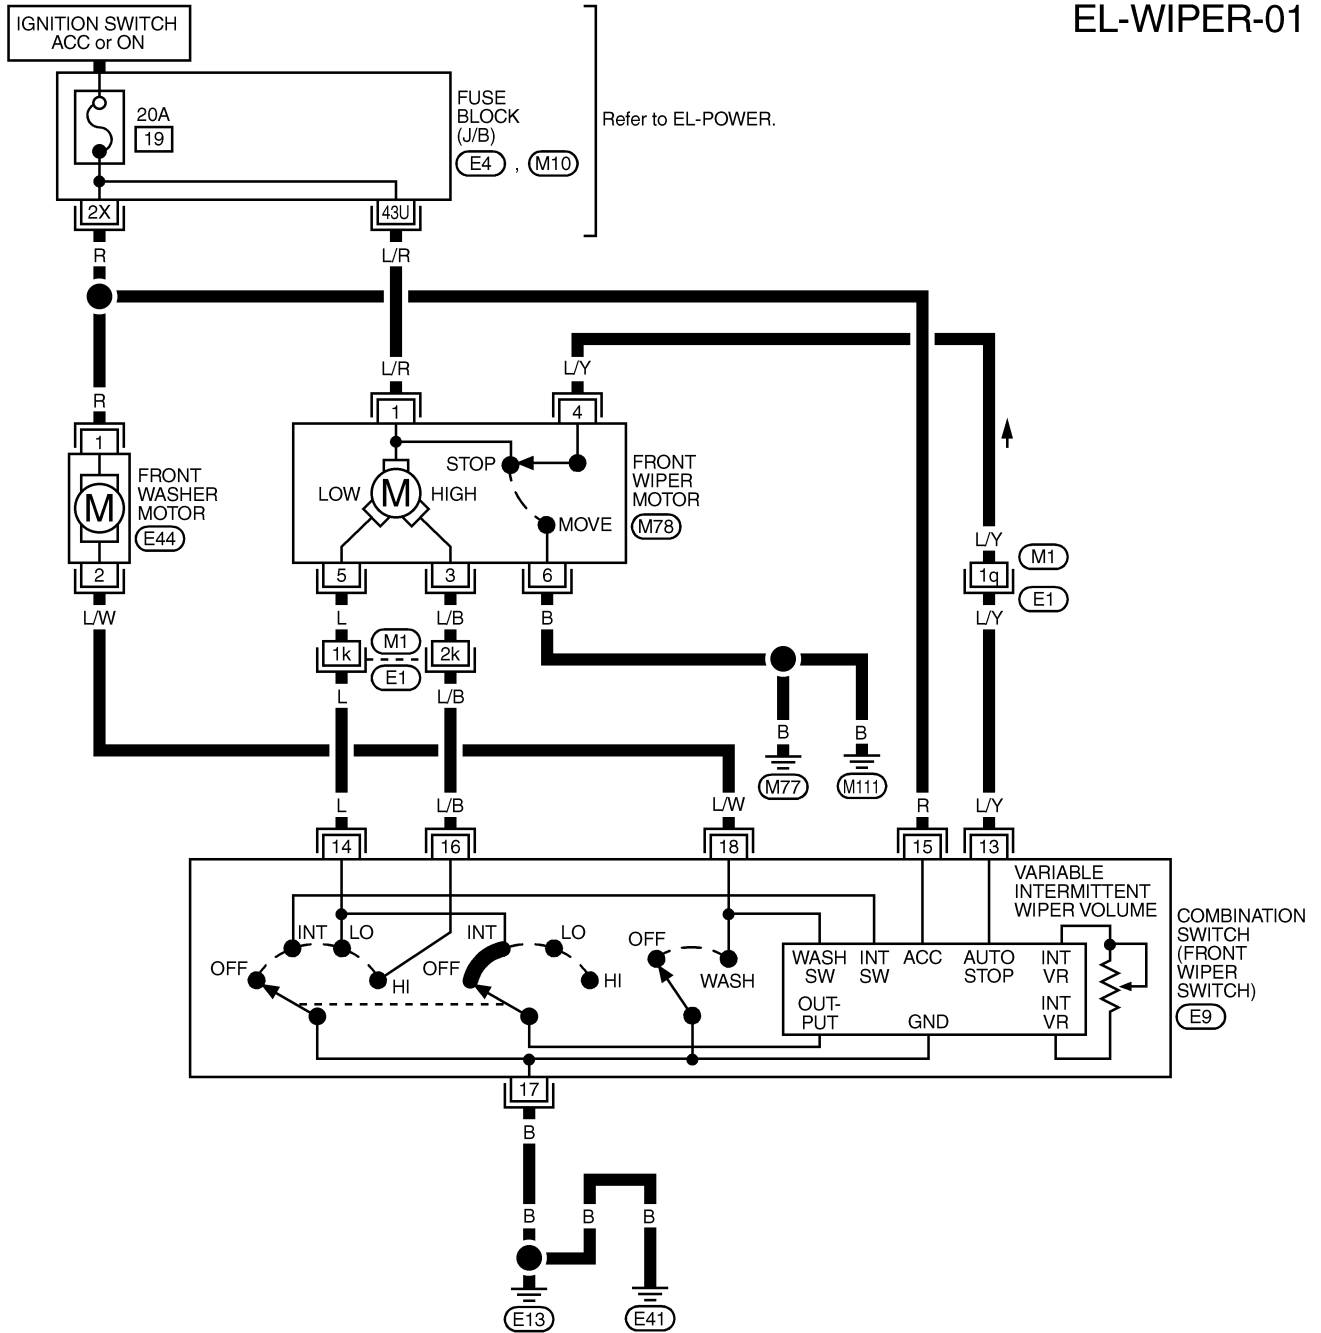 EL-WIPER-01
IGNITION SWITCH
ACC or ON
20A
19
FUSE
BLOCK
(J/B)
E4 , M10
Refer to EL-POWER.
2X
43U
R
L/R
L/R
L/Y
R
1
4
1
STOP
LOW
M
HIGH
MOVE
FRONT
WIPER
MOTOR
M78
FRONT
WASHER
MOTOR
E44
M
2
5
3
6
L/W
L
L/B
B
L/Y
1q
M1
E1
L/Y
1k
M1
E1
2k
L
L/B
B
B
M77
M111
L
L/B
L/W
R
L/Y
14
16
18
15
13
VARIABLE
INTERMITTENT
WIPER VOLUME
COMBINATION
SWITCH
(FRONT
WIPER
SWITCH)
E9
OFF
INT
LO
HI
OFF
INT
LO
HI
OFF
WASH
WASH
SW
INT
SW
ACC
AUTO
STOP
INT
VR
OUT-
PUT
GND
INT
VR
17
B
B
B
B
E13
E41